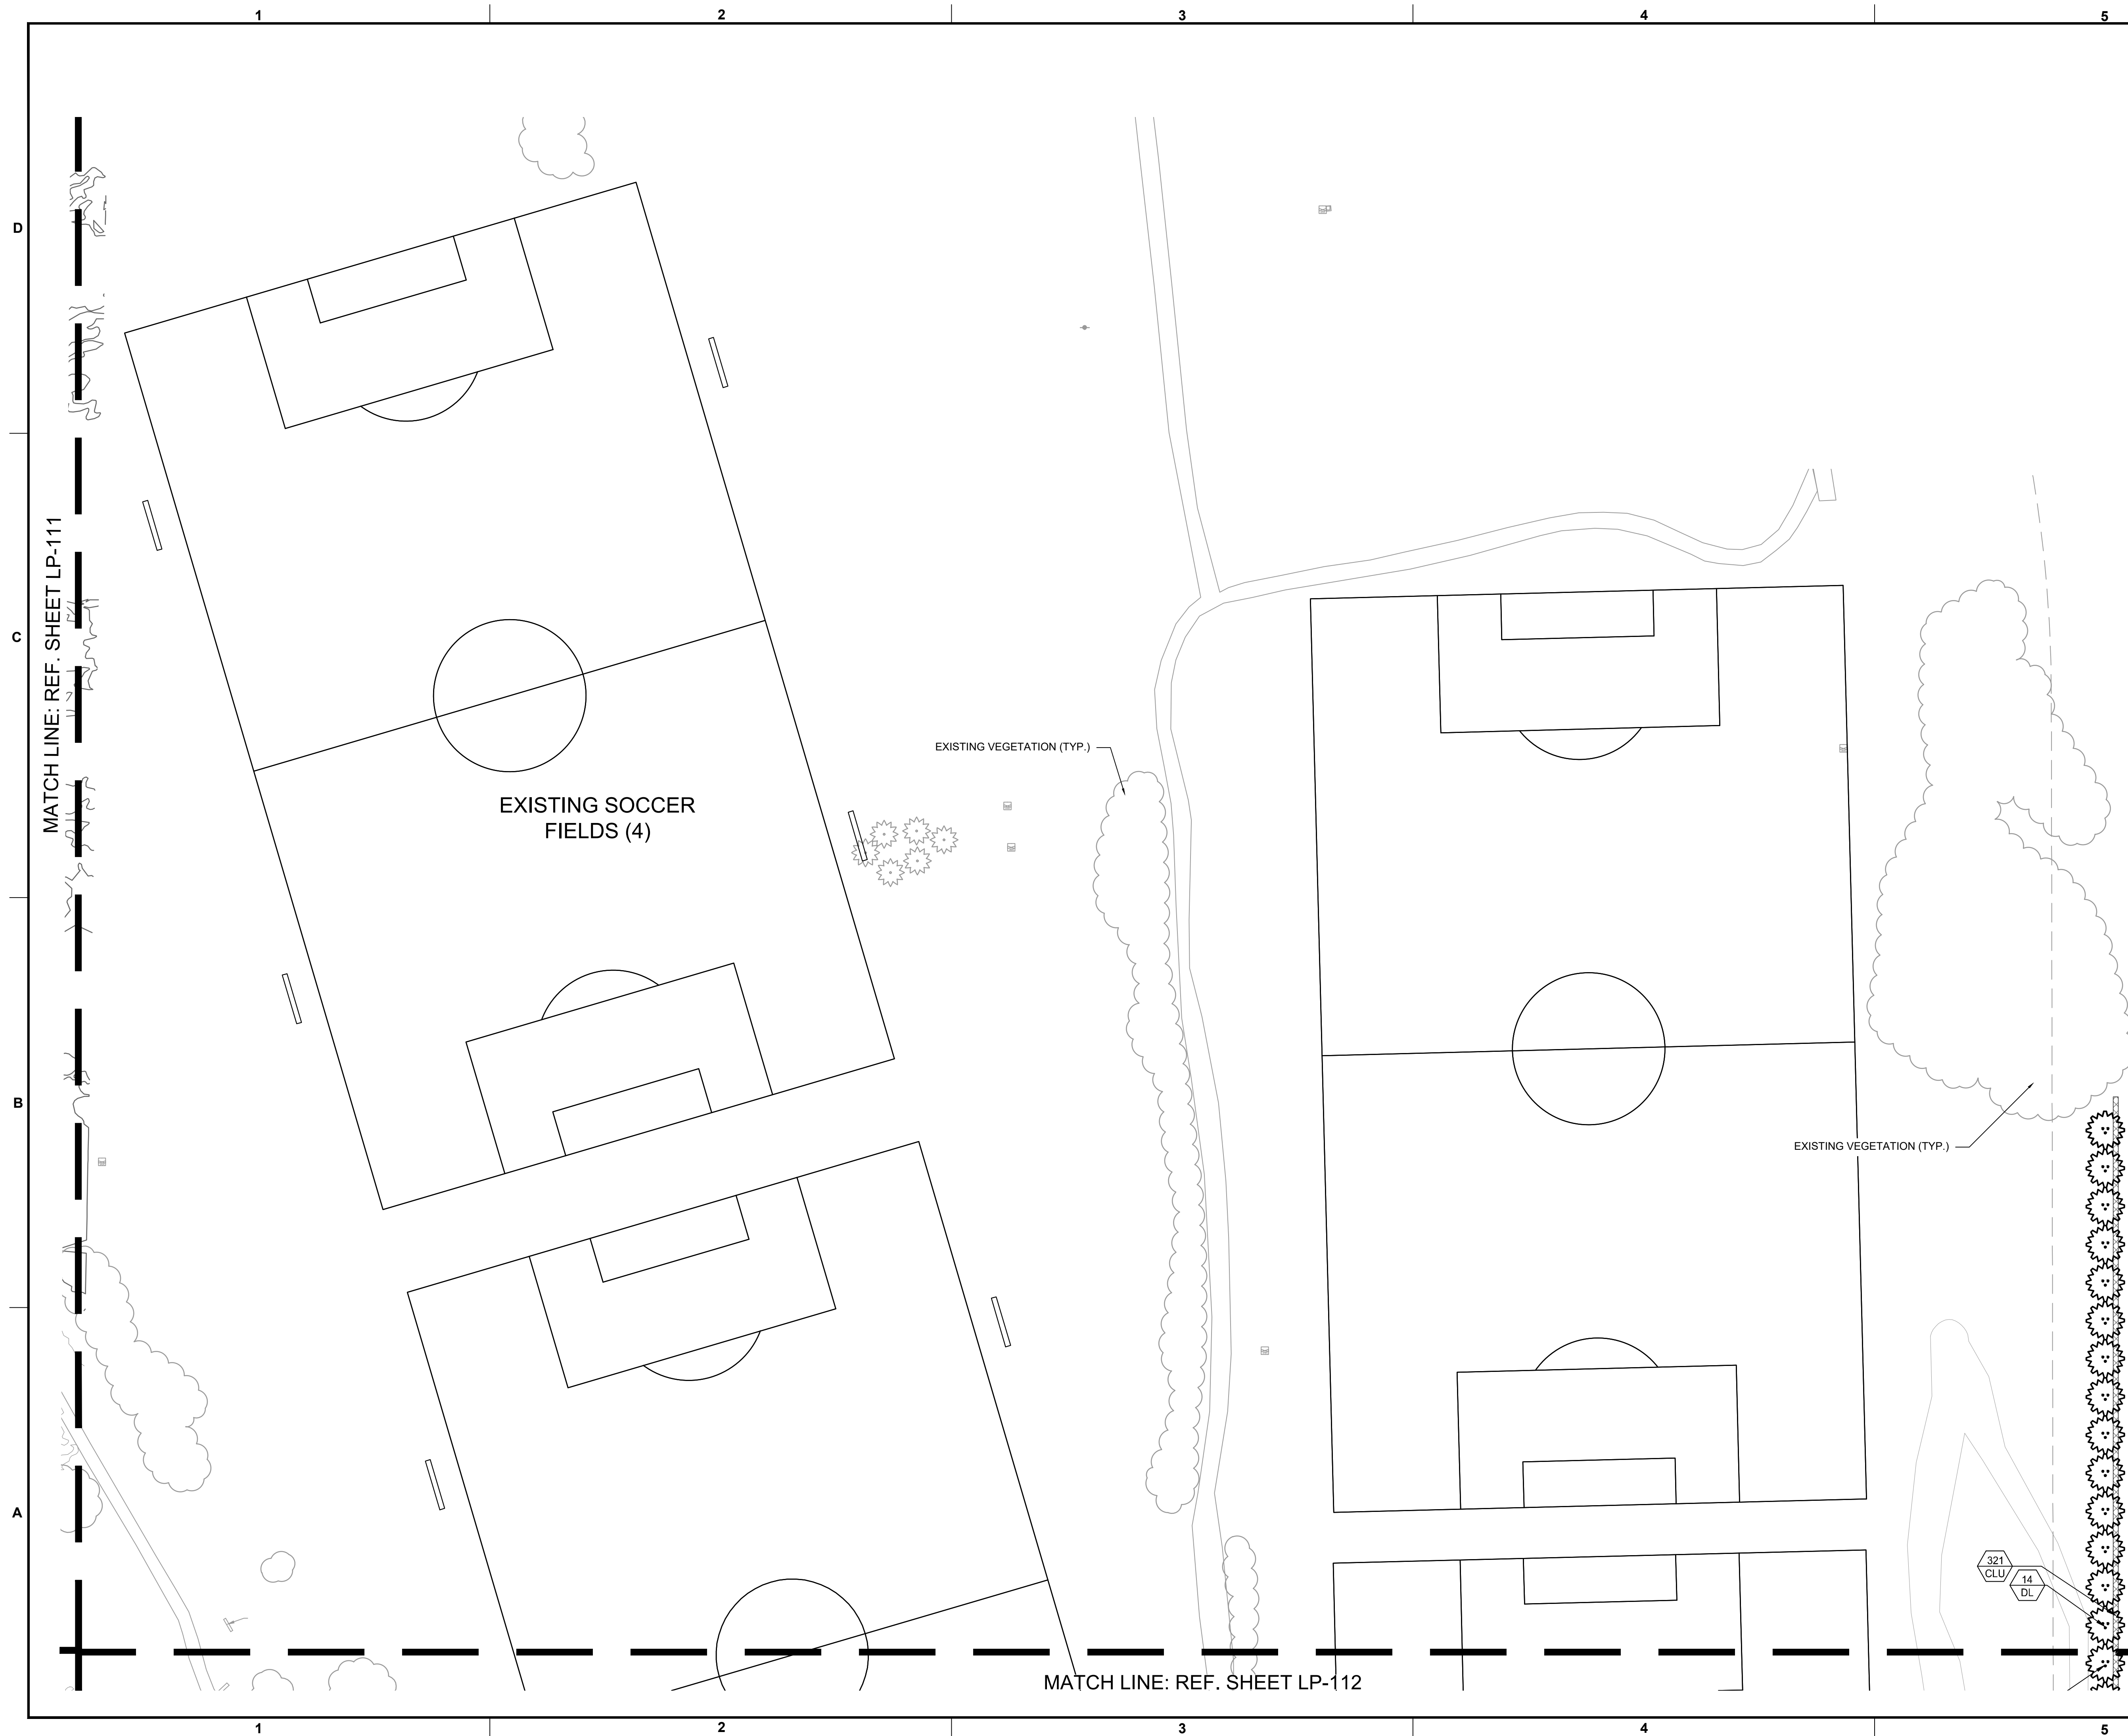 1 2 3 4 5
D
C
MATCH LINE: REF. SHEET LP-111
EXISTING VEGETATION (TYP.)
EXISTING SOCCER
FIELDS (4)
B
EXISTING VEGETATION (TYP.)
A
321
CLU
14
DL
MATCH LINE: REF. SHEET LP-112
1 2 3 4 5